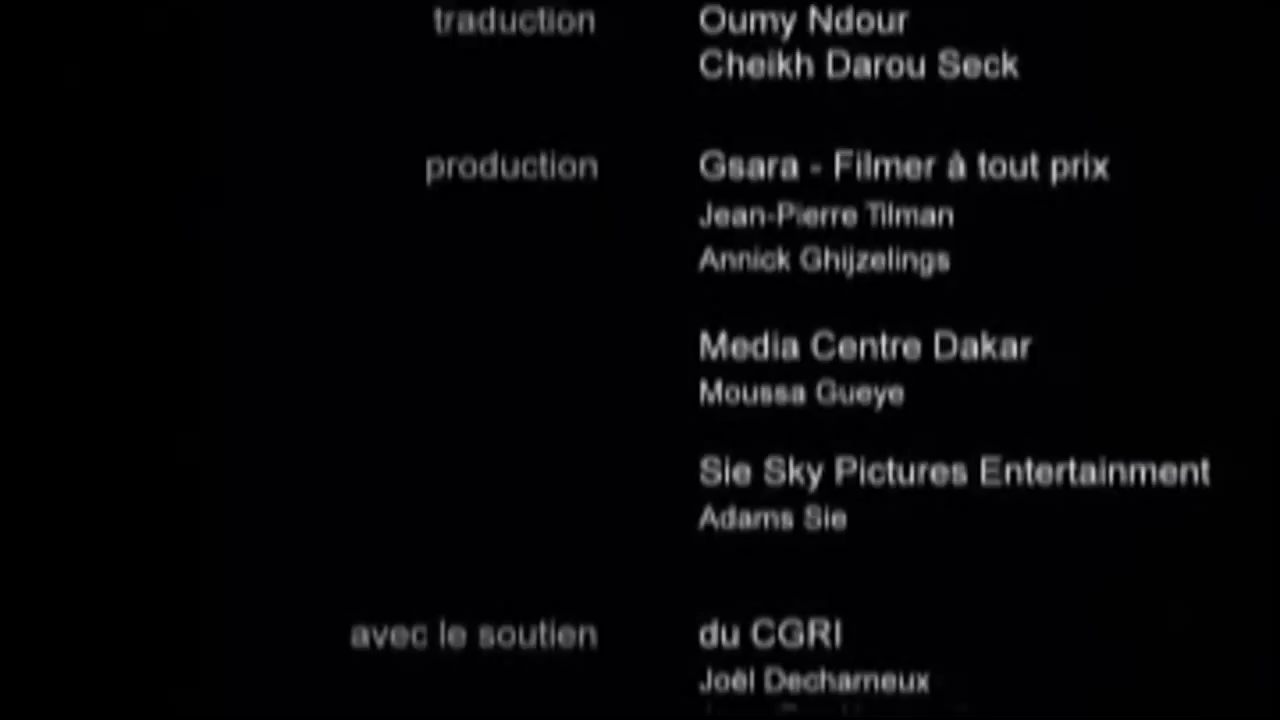 traduction Oumy Ndour
Cheikh Darou Seck
production Gsara - Filmer à tout prix
Jean-Pierre Tilman
Annick Ghijzelings
Media Centre Dakar
Moussa Gueye
Sie Sky Pictures Entertainment
Adams Sie
avec le soutien du CGRI
Joël Decharneux